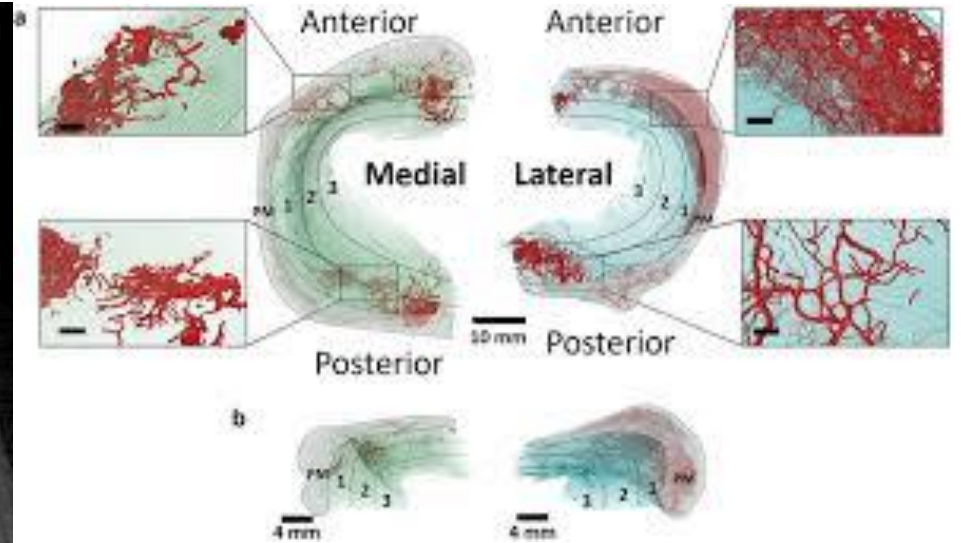 a
Anterior
Anterior
Medial
Lateral
PM 1 2 3
3 2 1 PM
10 mm
Posterior
Posterior
b
PM 1 2 3
1 2 1 PM
4 mm
4 mm